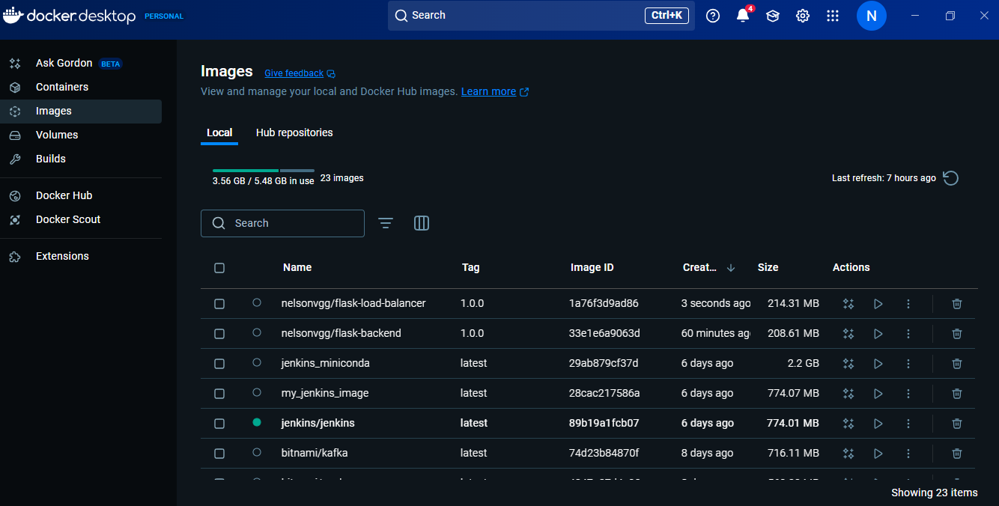 docker.desktop PERSONAL
Search Ctrl+K
4
N
Ask Gordon BETA
Containers
Images
Volumes
Builds
Docker Hub
Docker Scout
Extensions
Images Give feedback
View and manage your local and Docker Hub images. Learn more
Local Hub repositories
3.56 GB / 5.48 GB in use 23 images
Last refresh: 7 hours ago
Search
Name Tag Image ID Creat... Size Actions
nelsonvgg/flask-load-balancer 1.0.0 1a76f3d9ad86 3 seconds ago 214.31 MB
nelsonvgg/flask-backend 1.0.0 33e1e6a9063d 60 minutes ag 208.61 MB
jenkins_miniconda latest 29ab879cf37d 6 days ago 2.2 GB
my_jenkins_image latest 28cac217586a 6 days ago 774.07 MB
jenkins/jenkins latest 89b19a1fcb07 6 days ago 774.01 MB
bitnami/kafka latest 74d23b84870f 8 days ago 716.11 MB
Showing 23 items